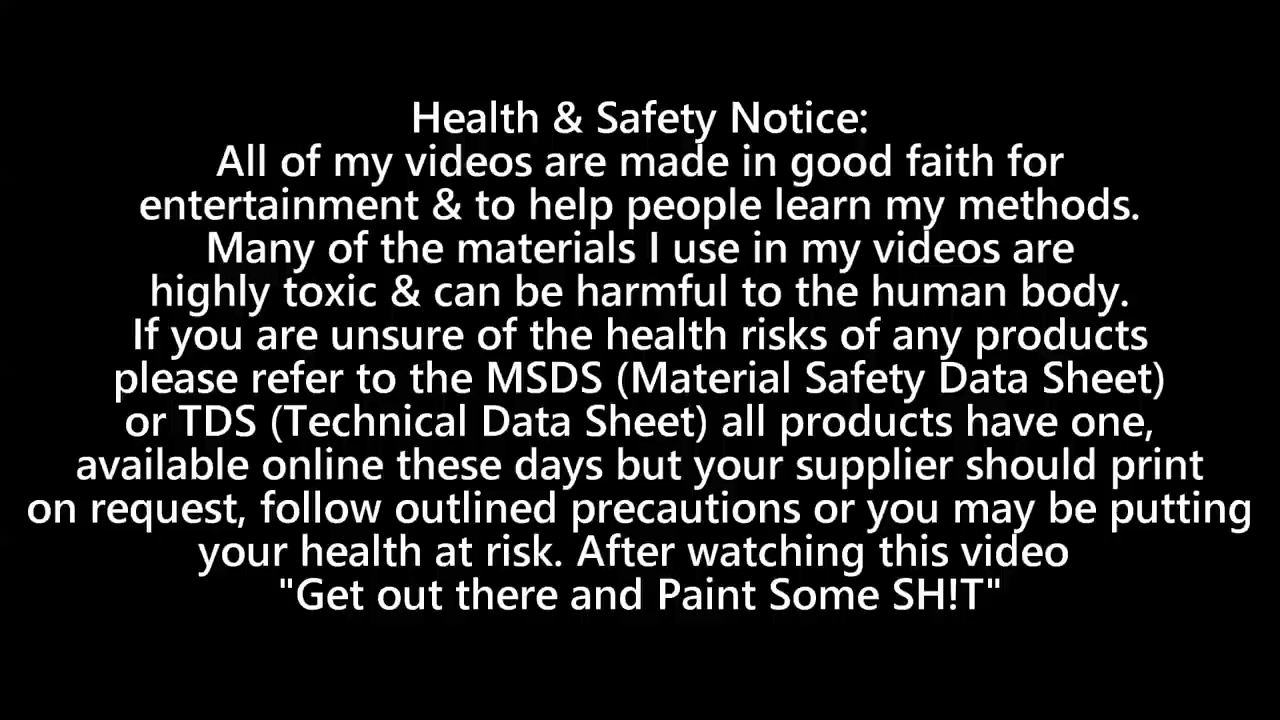 Health & Safety Notice:
All of my videos are made in good faith for
entertainment & to help people learn my methods.
Many of the materials I use in my videos are
highly toxic & can be harmful to the human body.
If you are unsure of the health risks of any products
please refer to the MSDS (Material Safety Data Sheet)
or TDS (Technical Data Sheet) all products have one,
available online these days but your supplier should print
on request, follow outlined precautions or you may be putting
your health at risk. After watching this video
"Get out there and Paint Some SH!T"